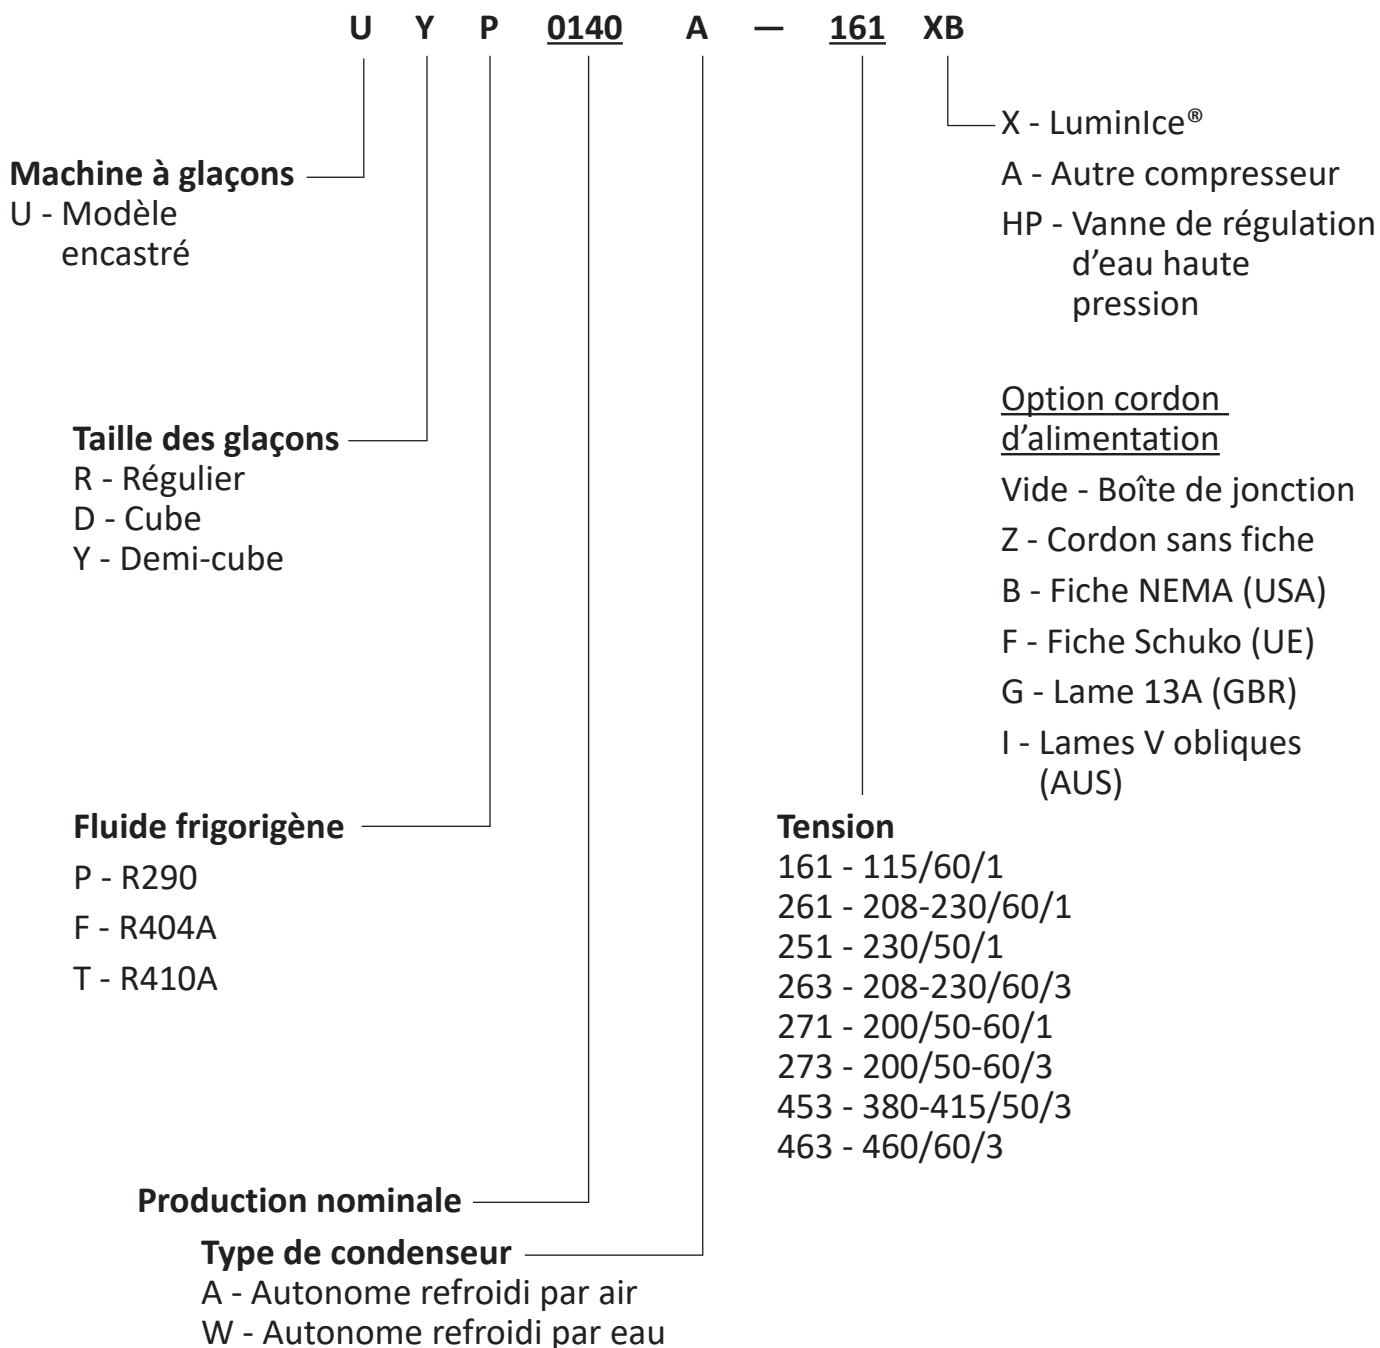 U Y P 0140 A — 161 XB
X - LuminIce®
A - Autre compresseur
HP - Vanne de régulation
d’eau haute
pression
Machine à glaçons
U - Modèle
encastré
Option cordon
d’alimentation
Vide - Boîte de jonction
Z - Cordon sans fiche
B - Fiche NEMA (USA)
F - Fiche Schuko (UE)
G - Lame 13A (GBR)
I - Lames V obliques
(AUS)
Taille des glaçons
R - Régulier
D - Cube
Y - Demi-cube
Fluide frigorigène
P - R290
F - R404A
T - R410A
Tension
161 - 115/60/1
261 - 208-230/60/1
251 - 230/50/1
263 - 208-230/60/3
271 - 200/50-60/1
273 - 200/50-60/3
453 - 380-415/50/3
463 - 460/60/3
Production nominale
Type de condenseur
A - Autonome refroidi par air
W - Autonome refroidi par eau